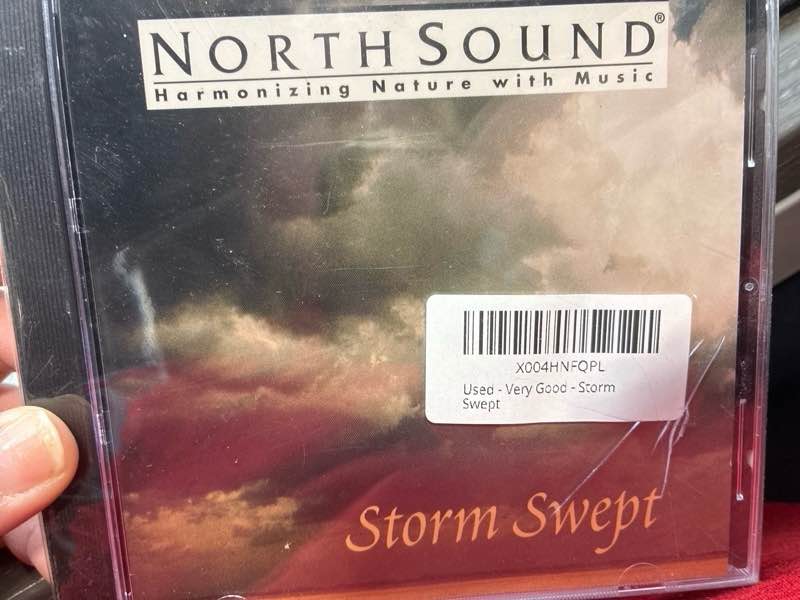 NORTHSOUND®
Harmonizing Nature with Music
X004HNFQPL
Used - Very Good - Storm
Swept
Storm Swept